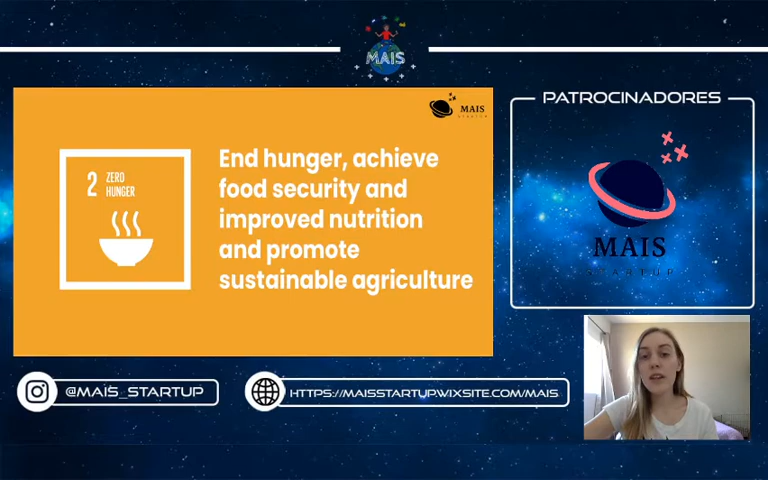 MAIS
PATROCINADORES
MAIS
STARTUP
2 ZERO
HUNGER
End hunger, achieve
food security and
improved nutrition
and promote
sustainable agriculture
MAIS
STARTUP
@MAIS_STARTUP
HTTPS://MAISSTARTUP.WIXSITE.COM/MAIS